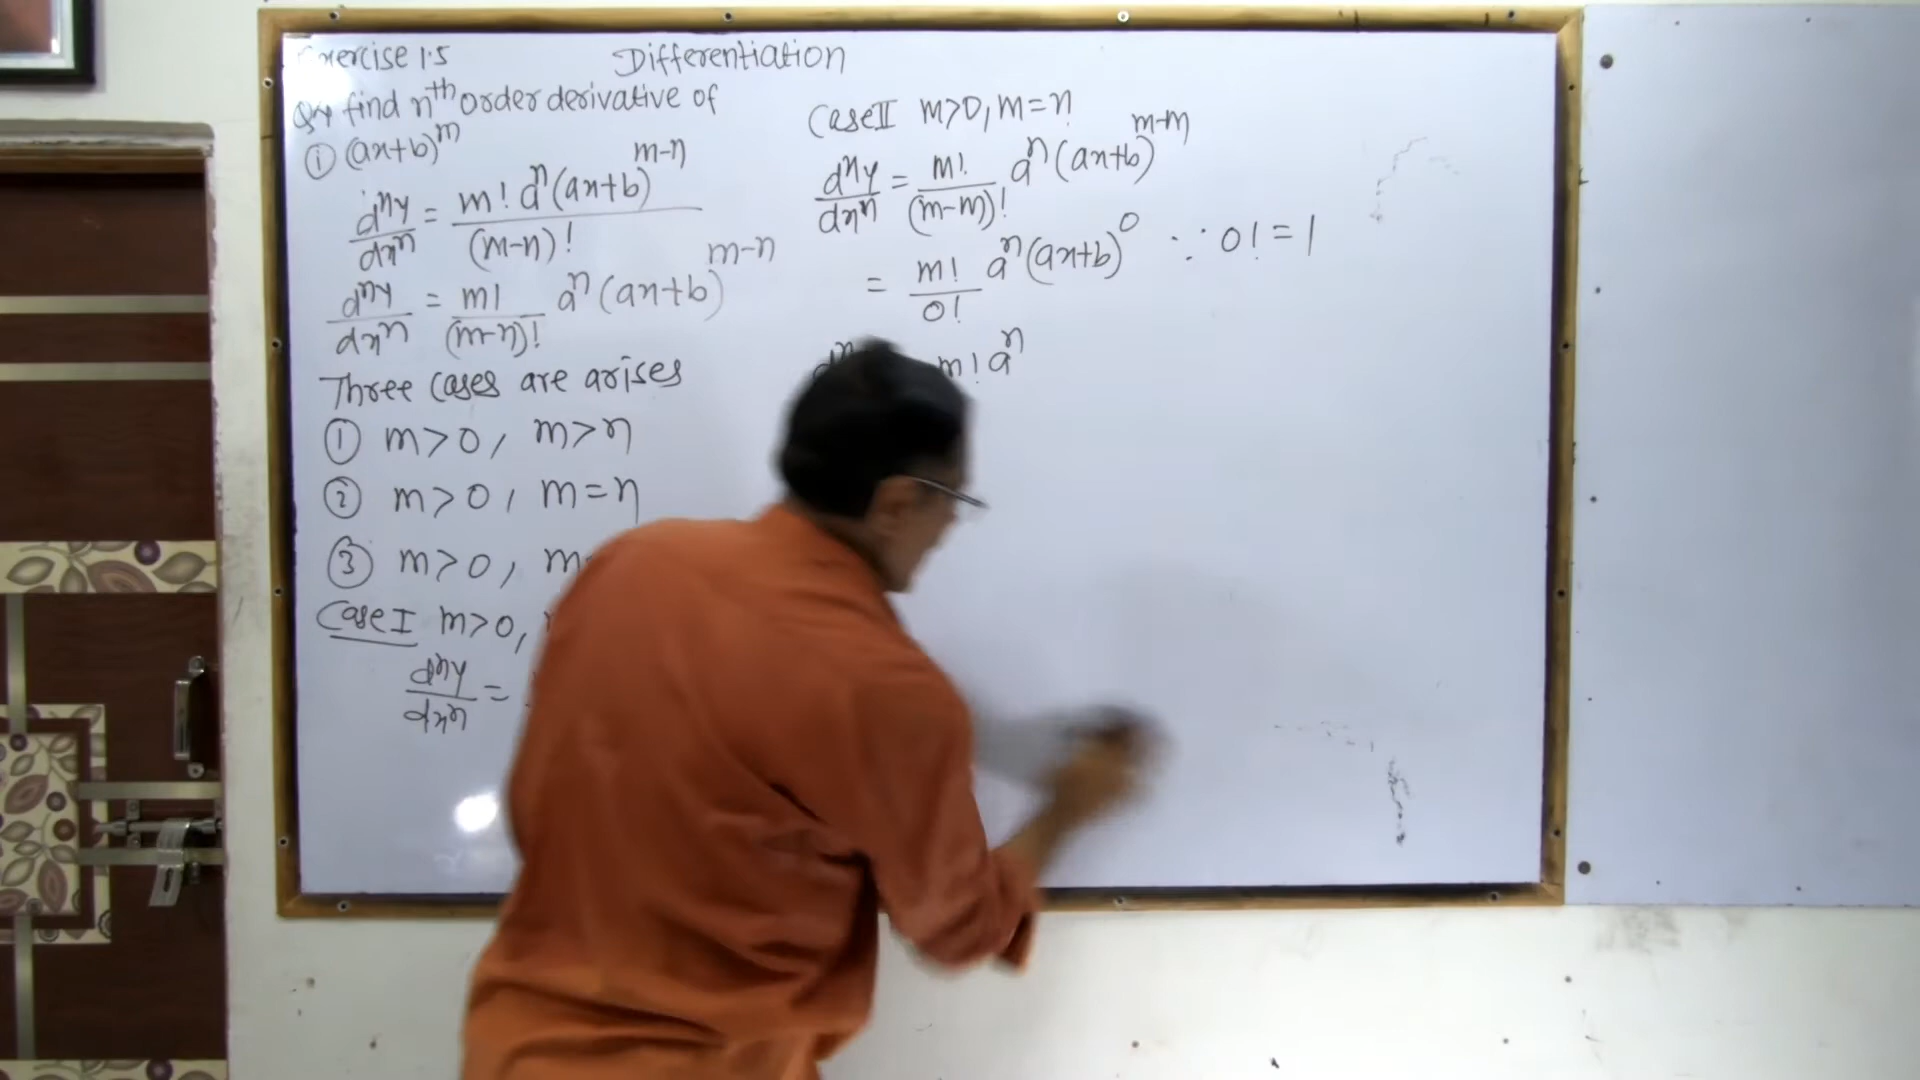 Exercise 1.5 Differentiation
Q4 find nth order derivative of
① (ax+b)^m
d^n y/dx^n = m! a^n (ax+b)^(m-n) / (m-n)!
d^n y/dx^n = m!/(m-n)! a^n (ax+b)^(m-n)
Three cases are arises
① m>0, m>n
② m>0, m=n
③ m>0, m
Case I m>0,
d^n y/dx^n =
Case II m>0, m=n
d^n y/dx^n = m!/(m-m)! a^n (ax+b)^(m-m)
= m!/0! a^n (ax+b)^0 ∵ 0! = 1
m! a^n